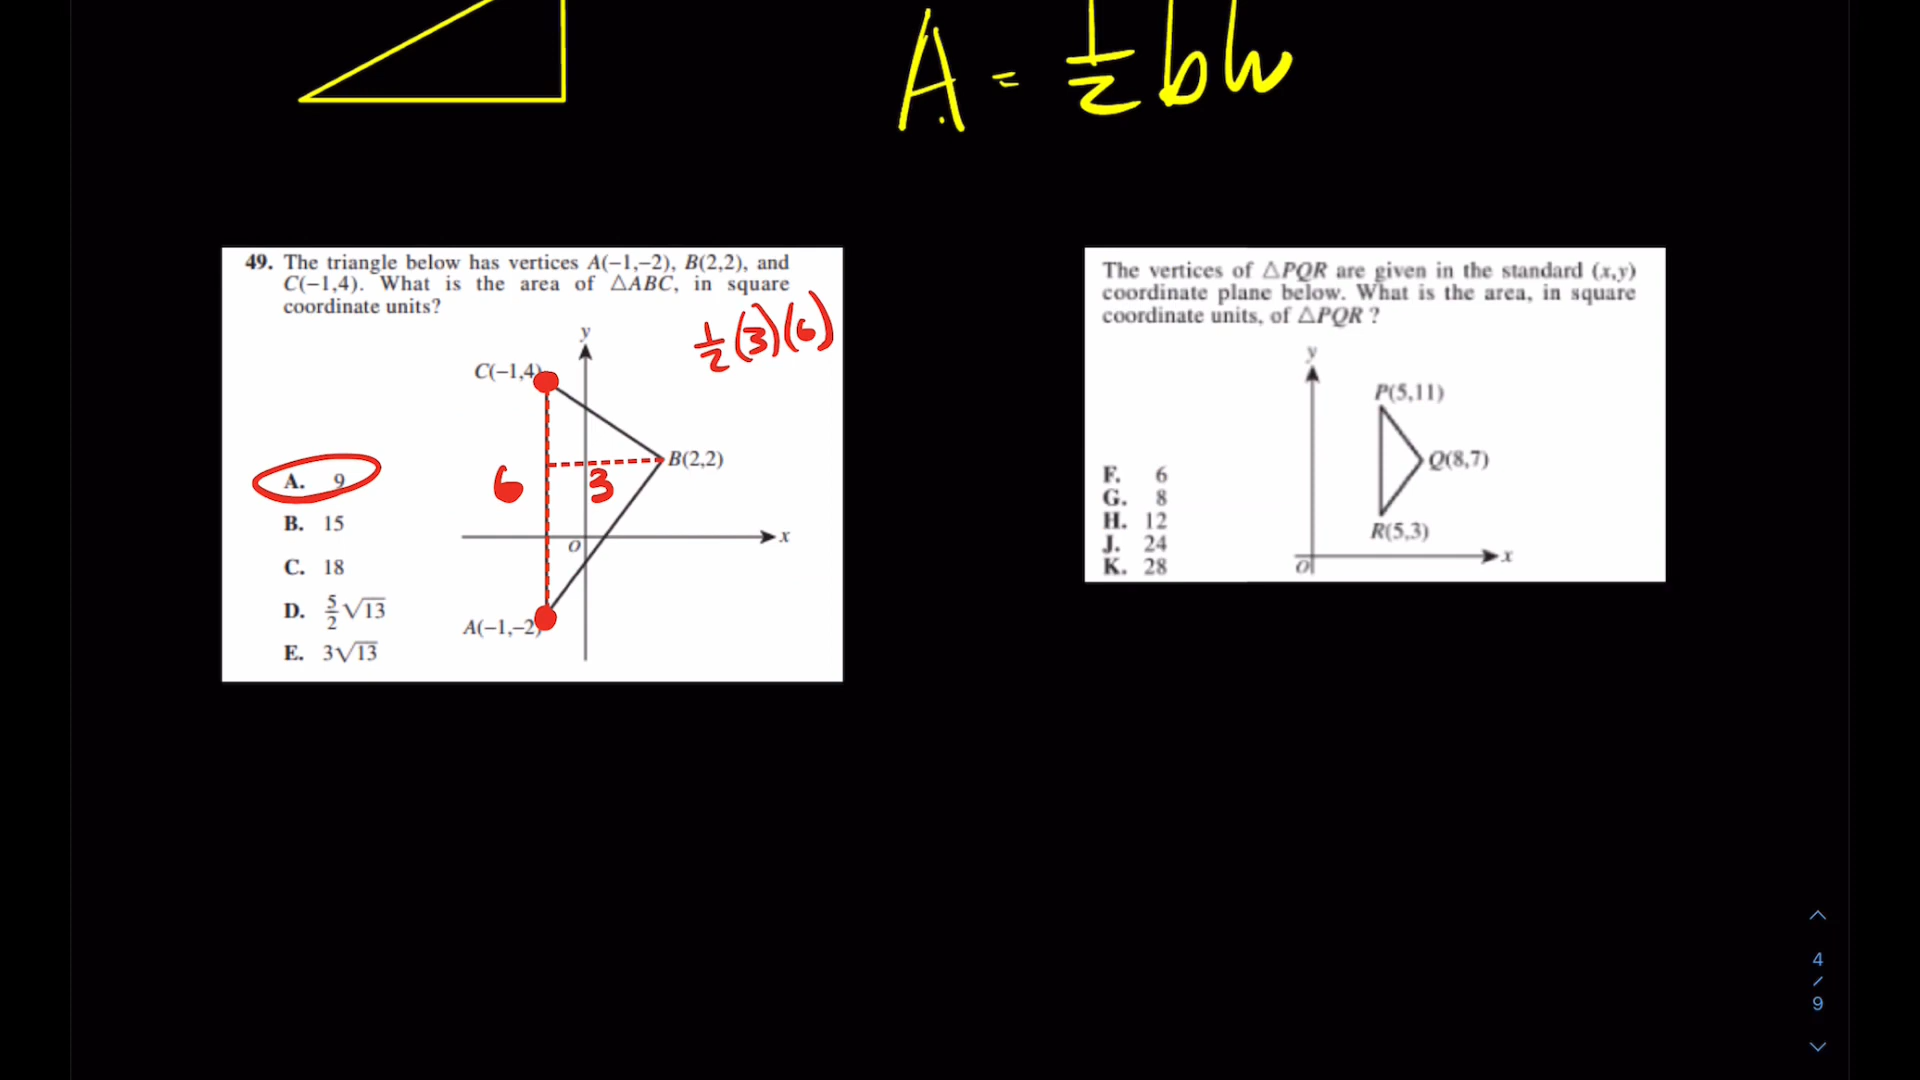 A = 1/2 bh
49. The triangle below has vertices A(−1,−2), B(2,2), and
C(−1,4). What is the area of △ABC, in square
coordinate units?
1/2 (3)(6)
y
C(−1,4)
B(2,2)
6
3
O
x
A(−1,−2)
A. 9
B. 15
C. 18
D. 5/2 √13
E. 3√13
The vertices of △PQR are given in the standard (x,y)
coordinate plane below. What is the area, in square
coordinate units, of △PQR ?
y
P(5,11)
Q(8,7)
R(5,3)
O
x
F. 6
G. 8
H. 12
J. 24
K. 28
4
/
9